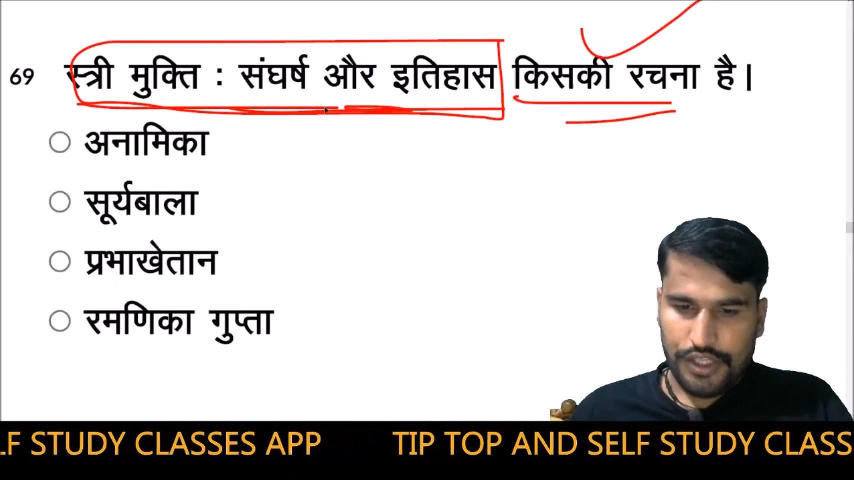 69 स्त्री मुक्ति : संघर्ष और इतिहास किसकी रचना है।
अनामिका
सूर्यबाला
प्रभाखेतान
रमणिका गुप्ता
LF STUDY CLASSES APP TIP TOP AND SELF STUDY CLASS